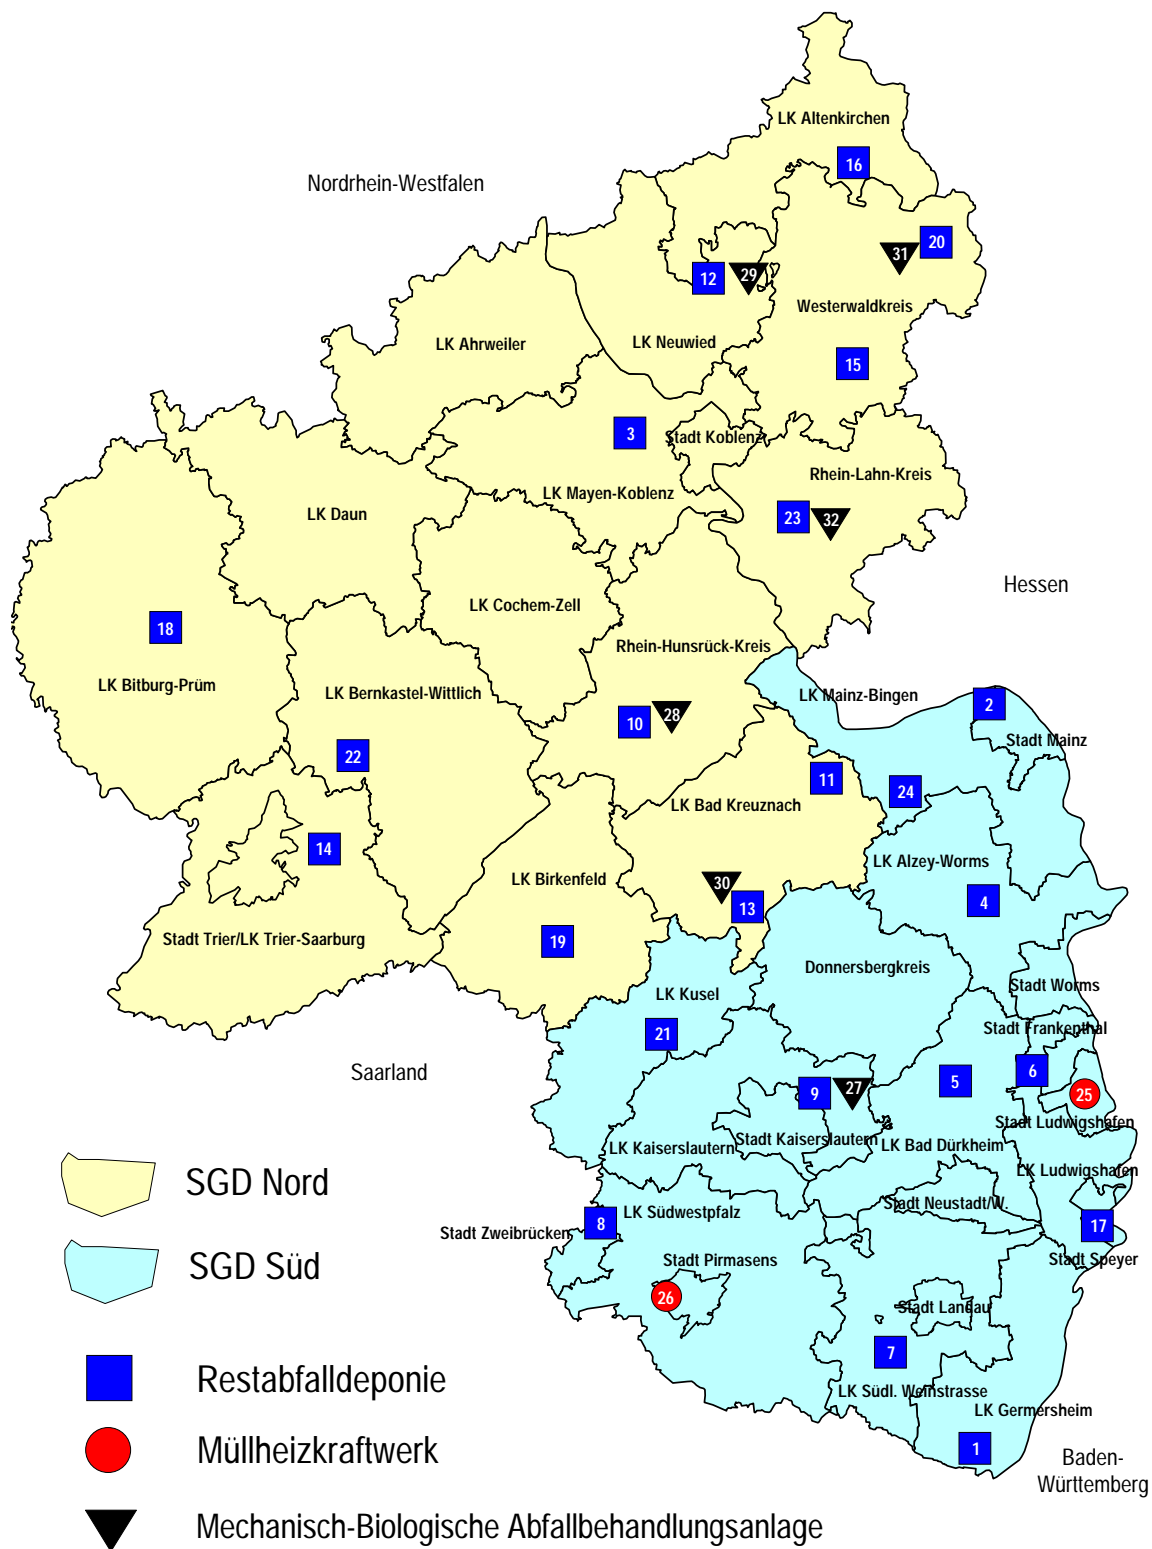 LK Altenkirchen
16
Nordrhein-Westfalen
20
31
12
29
Westerwaldkreis
LK Ahrweiler
LK Neuwied
15
3
Stadt Koblenz
Rhein-Lahn-Kreis
LK Mayen-Koblenz
LK Daun
23
32
Hessen
LK Cochem-Zell
18
Rhein-Hunsrück-Kreis
LK Bitburg-Prüm
LK Bernkastel-Wittlich
LK Mainz-Bingen
2
10
28
Stadt Mainz
22
11
24
LK Bad Kreuznach
14
LK Alzey-Worms
LK Birkenfeld
30
13
4
Stadt Trier/LK Trier-Saarburg
19
Donnersbergkreis
LK Kusel
Stadt Worms
21
Stadt Frankenthal
Saarland
6
5
9
27
25
Stadt Ludwigshafen
Stadt Kaiserslautern
LK Kaiserslautern
LK Bad Dürkheim
LK Ludwigshafen
SGD Nord
Stadt Neustadt/W.
LK Südwestpfalz
8
17
Stadt Zweibrücken
Stadt Pirmasens
Stadt Speyer
SGD Süd
26
Stadt Landau
7
Restabfalldeponie
LK Südl. Weinstrasse
LK Germersheim
1
Müllheizkraftwerk
Baden-
Württemberg
Mechanisch-Biologische Abfallbehandlungsanlage